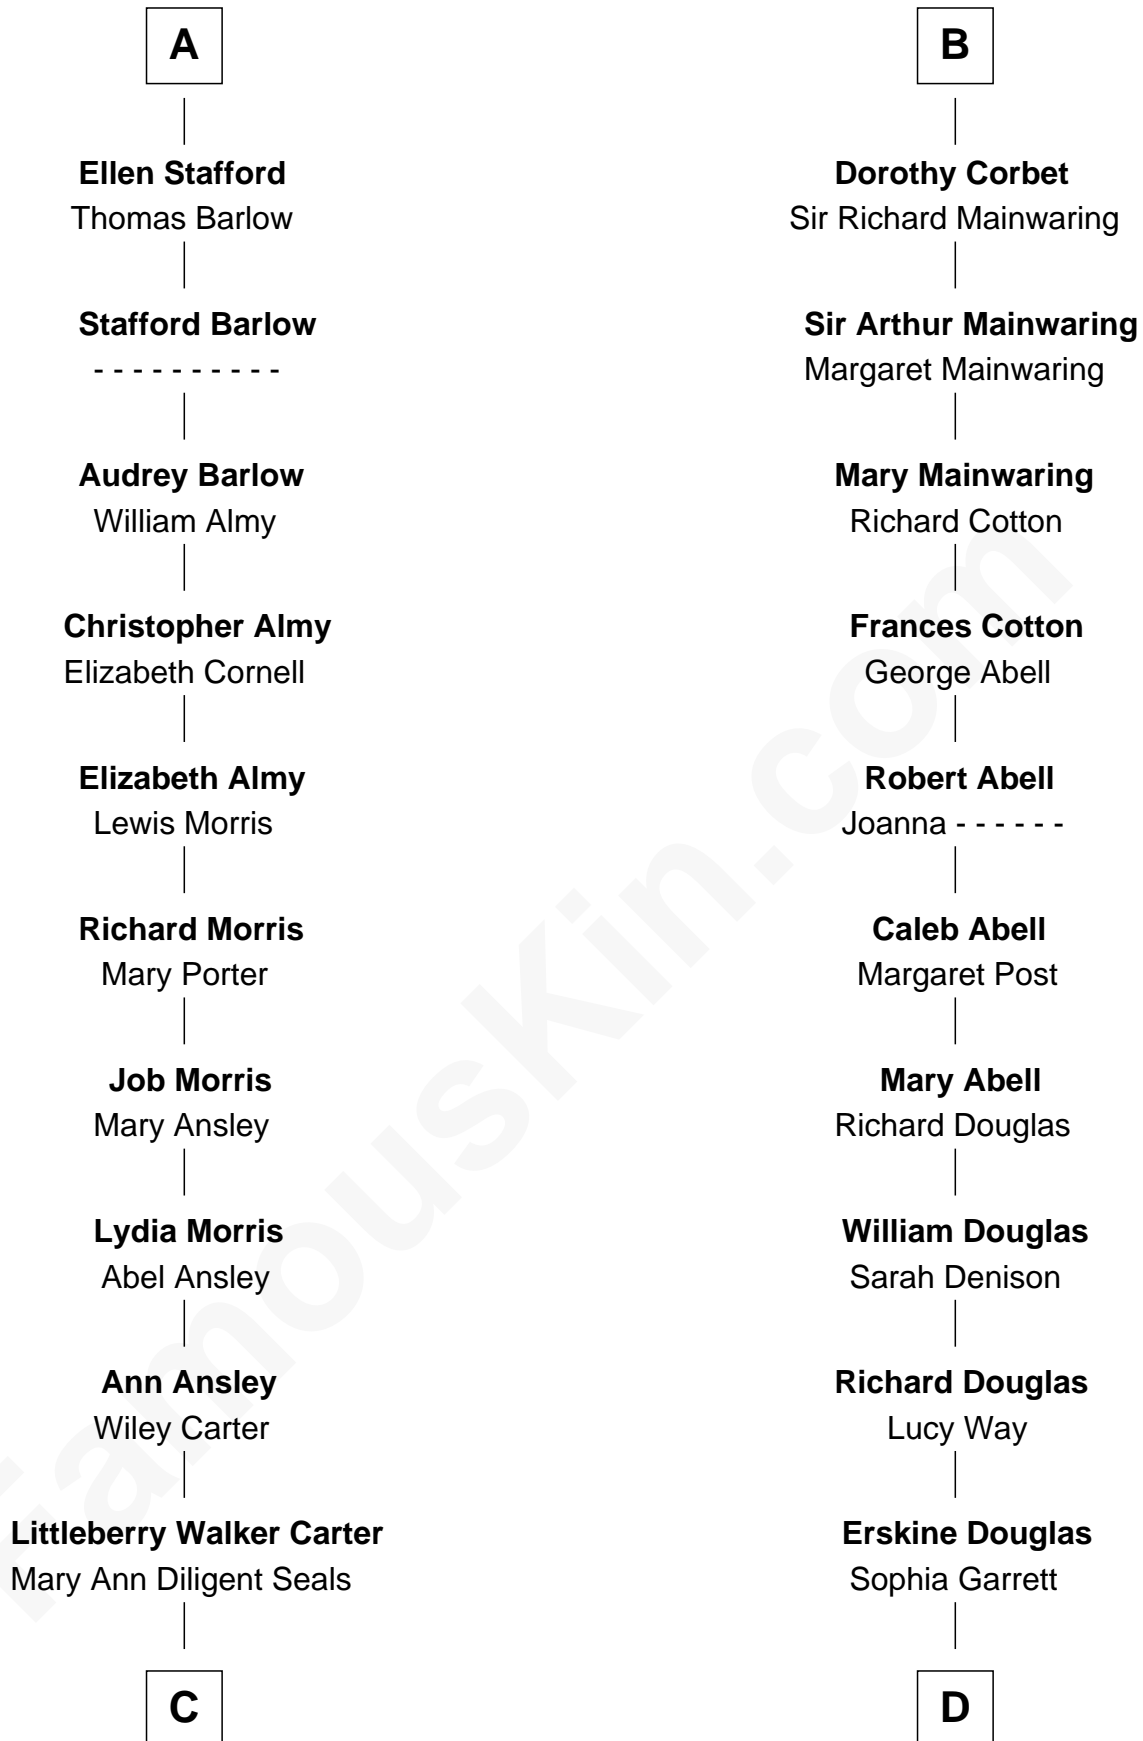 A
Ellen Stafford
Thomas Barlow
Stafford Barlow
- - - - - - - - - -
Audrey Barlow
William Almy
Christopher Almy
Elizabeth Cornell
Elizabeth Almy
Lewis Morris
Richard Morris
Mary Porter
Job Morris
Mary Ansley
Lydia Morris
Abel Ansley
Ann Ansley
Wiley Carter
Littleberry Walker Carter
Mary Ann Diligent Seals
C
B
Dorothy Corbet
Sir Richard Mainwaring
Sir Arthur Mainwaring
Margaret Mainwaring
Mary Mainwaring
Richard Cotton
Frances Cotton
George Abell
Robert Abell
Joanna - - - - - -
Caleb Abell
Margaret Post
Mary Abell
Richard Douglas
William Douglas
Sarah Denison
Richard Douglas
Lucy Way
Erskine Douglas
Sophia Garrett
D
FamousKin.com